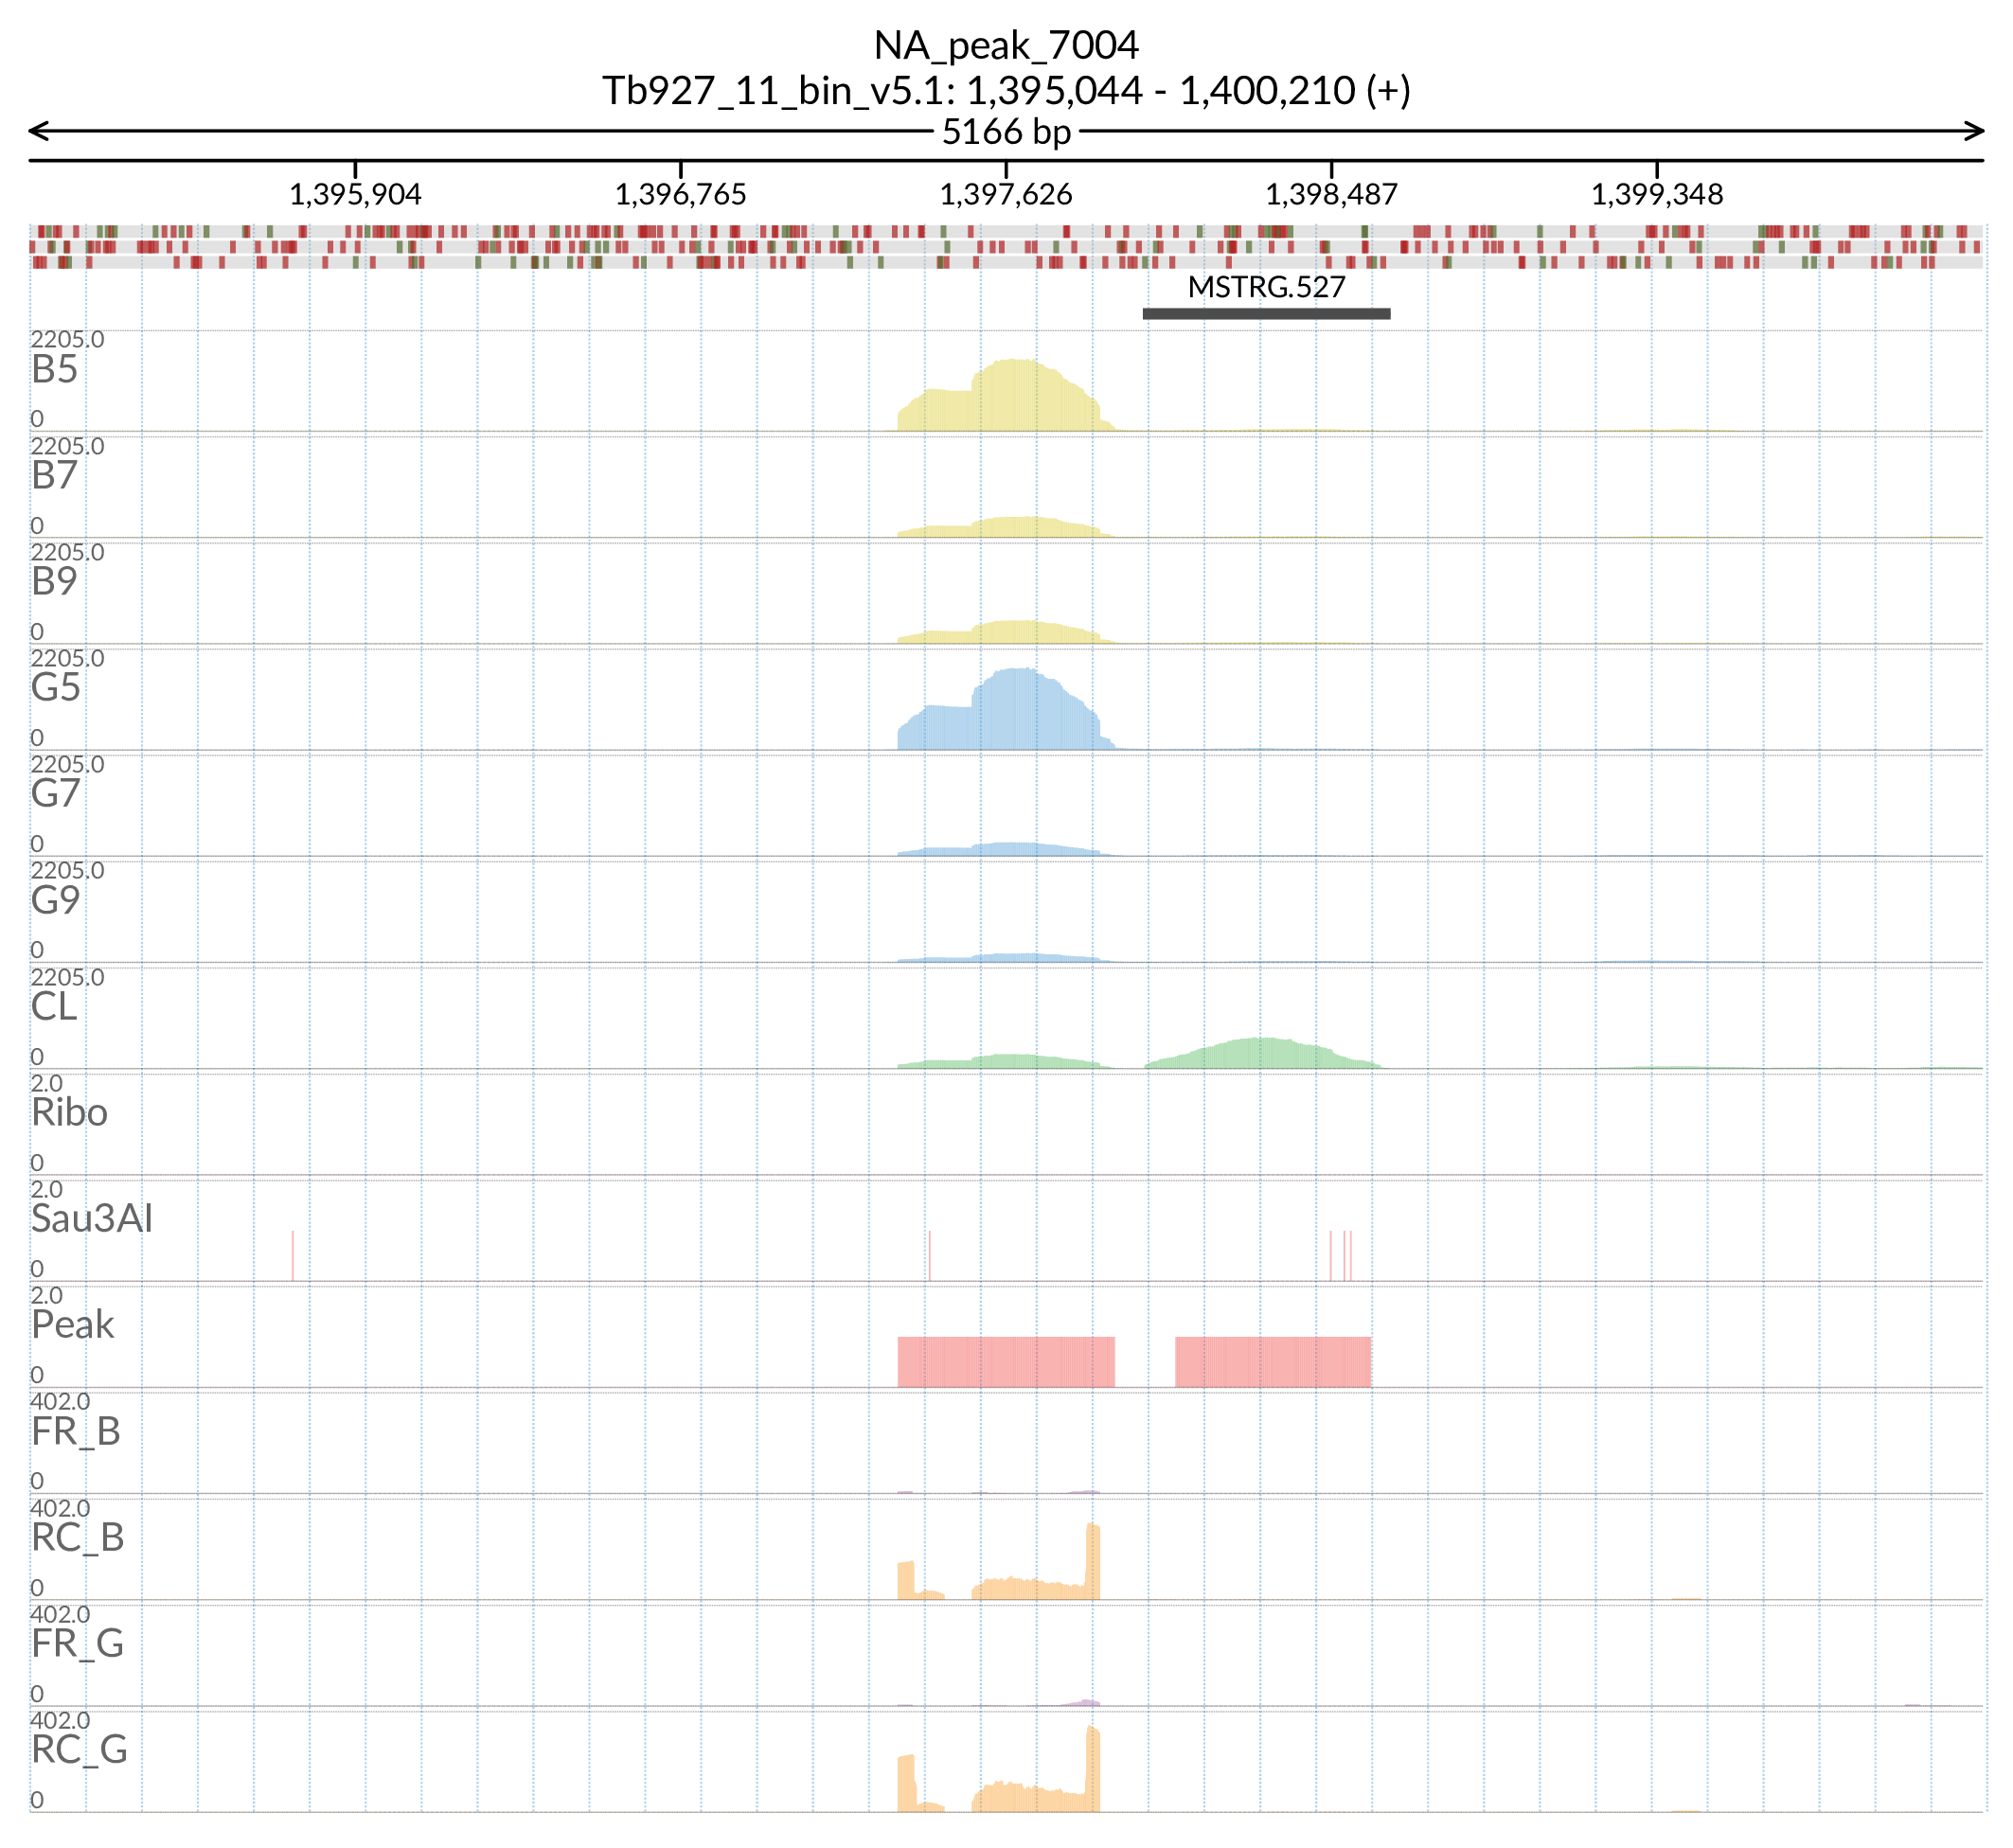 NA_peak_7004
Tb927_11_bin_v5.1: 1,395,044 - 1,400,210 (+)
5166 bp
1,395,904 1,396,765 1,397,626 1,398,487 1,399,348
MSTRG.527
2205.0
B5
0
2205.0
B7
0
2205.0
B9
0
2205.0
G5
0
2205.0
G7
0
2205.0
G9
0
2205.0
CL
0
2.0
Ribo
0
2.0
Sau3AI
0
2.0
Peak
0
402.0
FR_B
0
402.0
RC_B
0
402.0
FR_G
0
402.0
RC_G
0